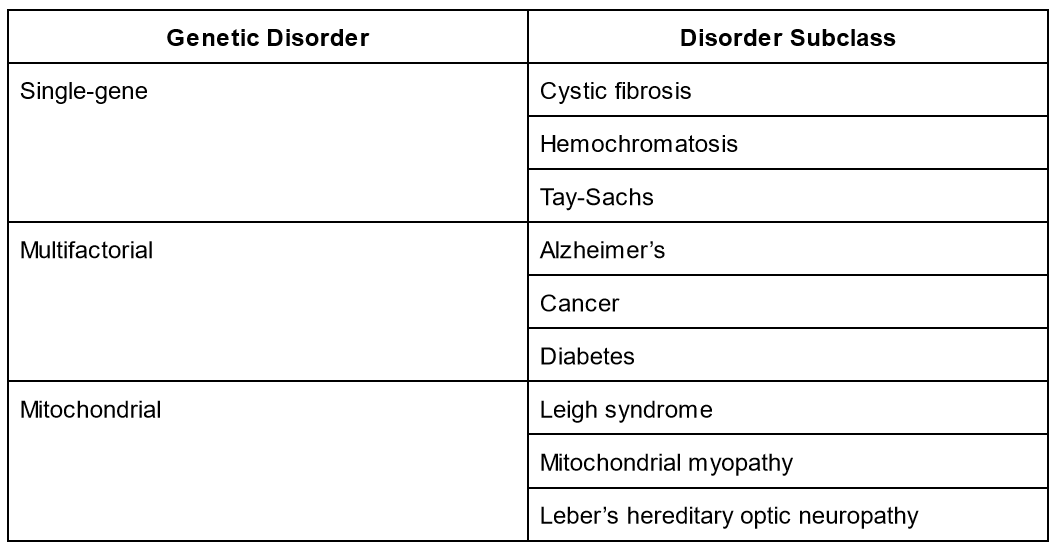 Genetic Disorder
Disorder Subclass
Single-gene
Cystic fibrosis
Hemochromatosis
Tay-Sachs
Multifactorial
Alzheimer’s
Cancer
Diabetes
Mitochondrial
Leigh syndrome
Mitochondrial myopathy
Leber’s hereditary optic neuropathy